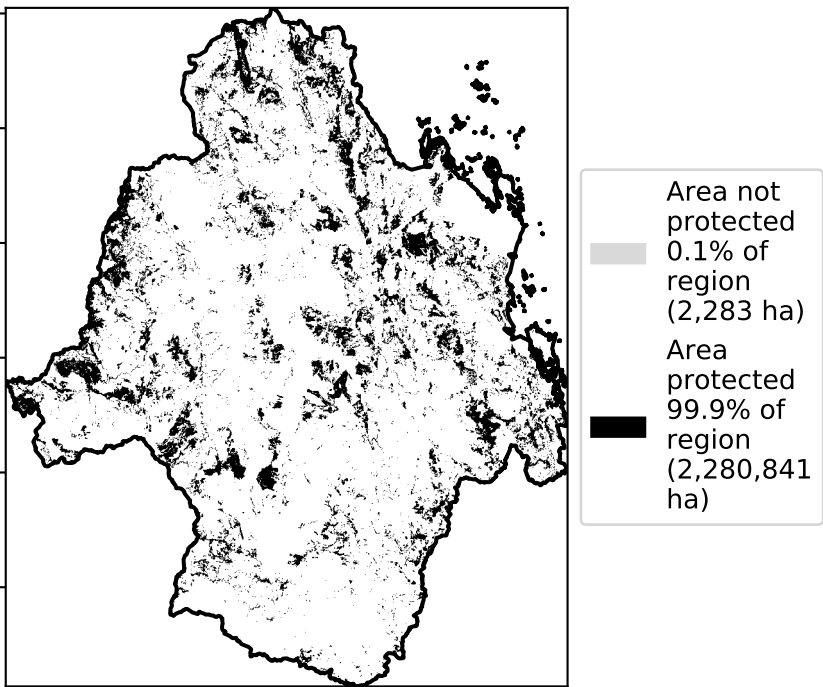 Area not
protected
0.1% of
region
(2,283 ha)
Area
protected
99.9% of
region
(2,280,841
ha)